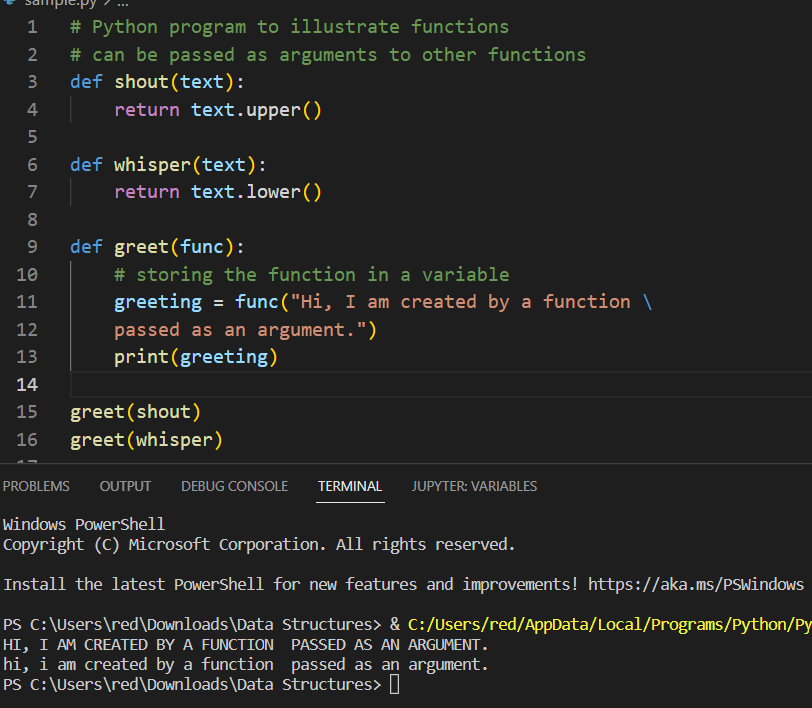 sample.py > ...
1 # Python program to illustrate functions
2 # can be passed as arguments to other functions
3 def shout(text):
4     return text.upper()
5
6 def whisper(text):
7     return text.lower()
8
9 def greet(func):
10     # storing the function in a variable
11     greeting = func("Hi, I am created by a function \
12     passed as an argument.")
13     print(greeting)
14
15 greet(shout)
16 greet(whisper)
17
PROBLEMS OUTPUT DEBUG CONSOLE TERMINAL JUPYTER: VARIABLES
Windows PowerShell
Copyright (C) Microsoft Corporation. All rights reserved.
Install the latest PowerShell for new features and improvements! https://aka.ms/PSWindows
PS C:\Users\red\Downloads\Data Structures> & C:/Users/red/AppData/Local/Programs/Python/Py
HI, I AM CREATED BY A FUNCTION  PASSED AS AN ARGUMENT.
hi, i am created by a function  passed as an argument.
PS C:\Users\red\Downloads\Data Structures>